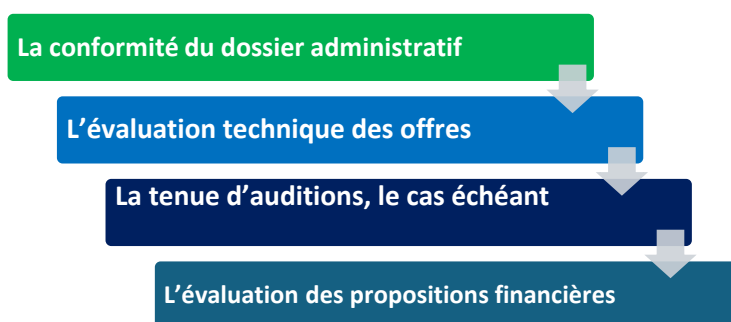 La conformité du dossier administratif
L’évaluation technique des offres
La tenue d’auditions, le cas échéant
L’évaluation des propositions financières